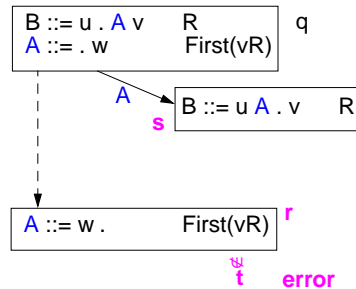 B ::= u . A v R q
A ::= . w First(vR)
A
B ::= u A . v R
s
A ::= w . First(vR) r
∉
t error